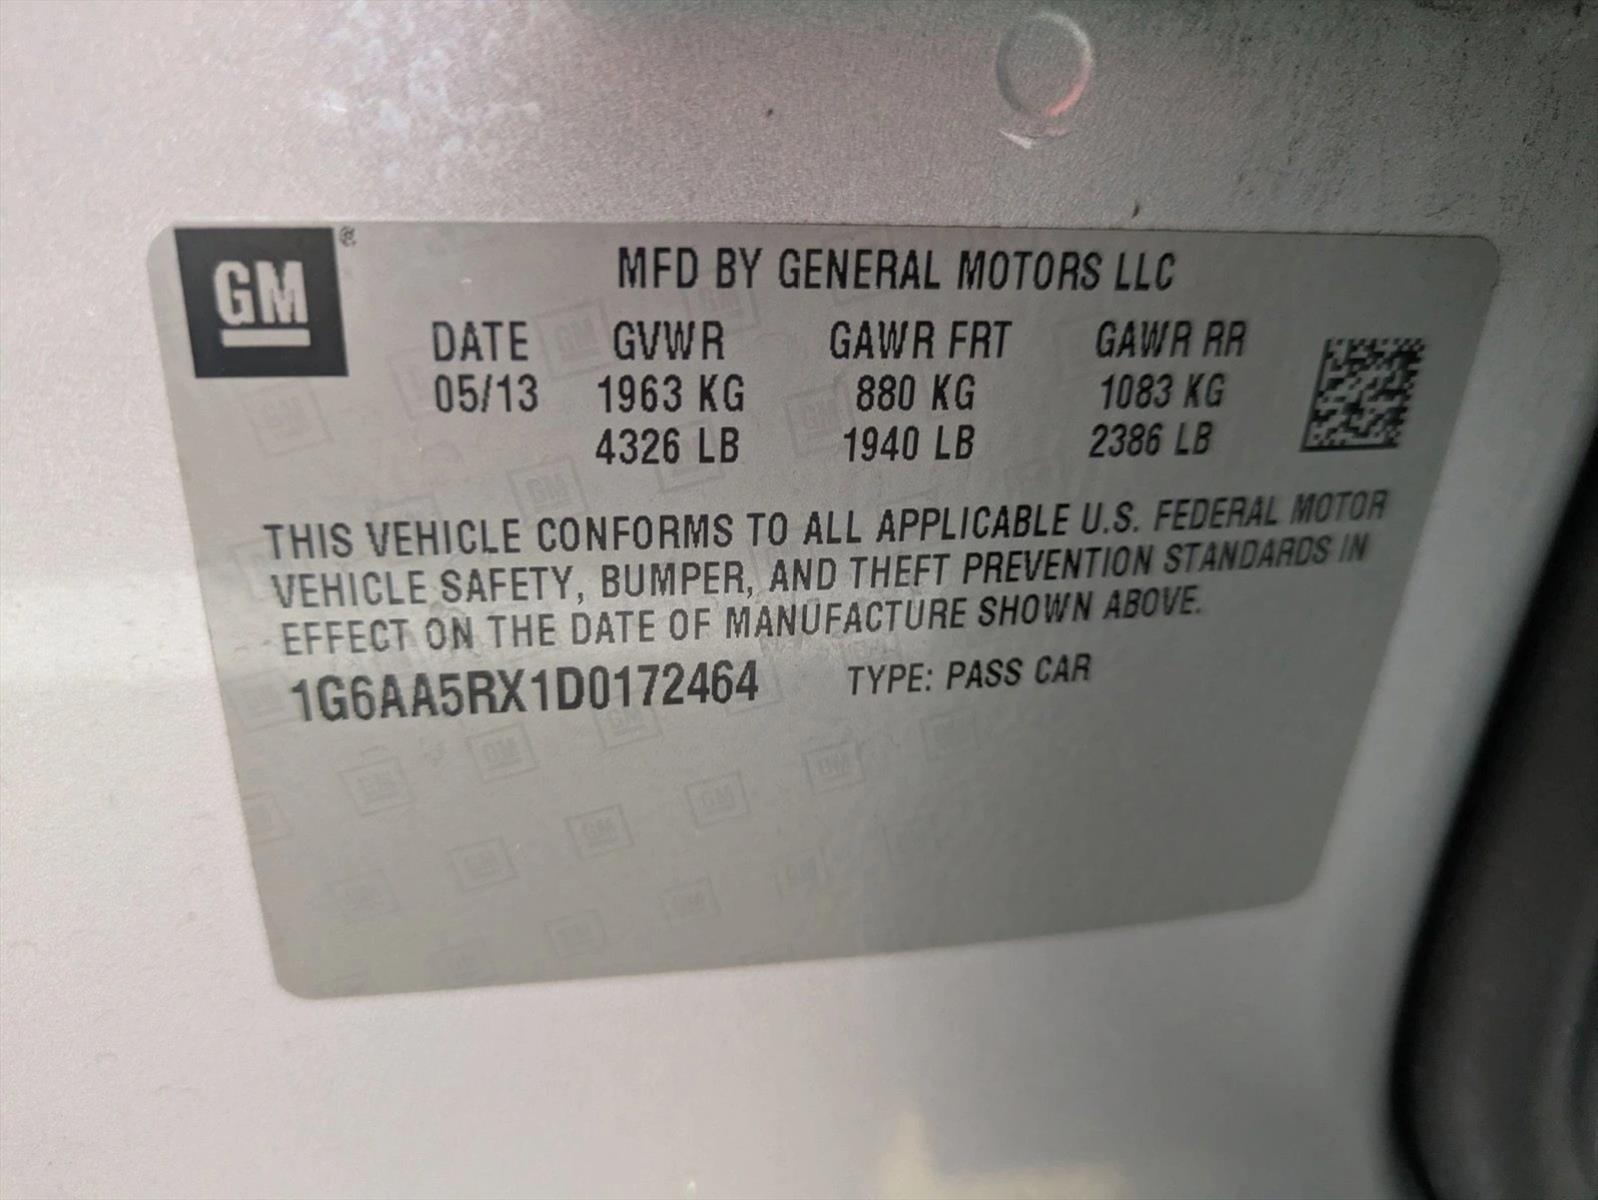 GM ®
MFD BY GENERAL MOTORS LLC
DATE GVWR GAWR FRT GAWR RR
05/13 1963 KG 880 KG 1083 KG
4326 LB 1940 LB 2386 LB
THIS VEHICLE CONFORMS TO ALL APPLICABLE U.S. FEDERAL MOTOR
VEHICLE SAFETY, BUMPER, AND THEFT PREVENTION STANDARDS IN
EFFECT ON THE DATE OF MANUFACTURE SHOWN ABOVE.
1G6AA5RX1D0172464 TYPE: PASS CAR